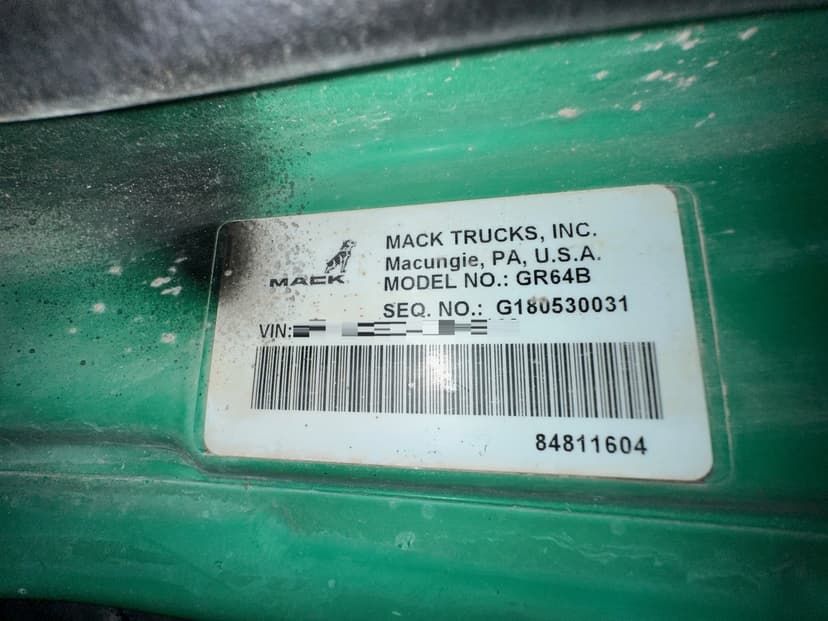 MACK
MACK TRUCKS, INC.
Macungie, PA, U.S.A.
MODEL NO.: GR64B
SEQ. NO.: G180530031
VIN:
84811604